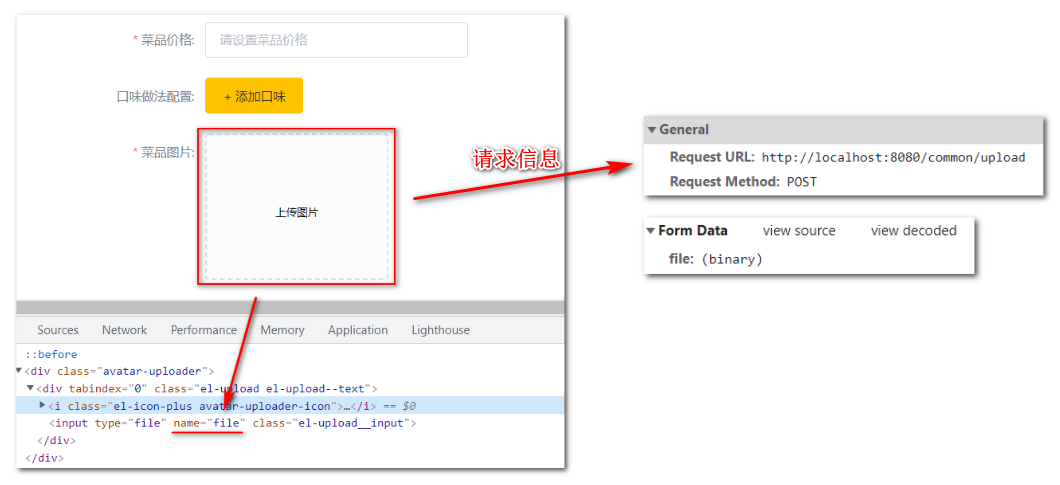 * 菜品价格:
请设置菜品价格
口味做法配置:
+ 添加口味
* 菜品图片:
上传图片
请求信息
General
Request URL: http://localhost:8080/common/upload
Request Method: POST
Form Data view source view decoded
file: (binary)
Sources Network Performance Memory Application Lighthouse
::before
<div class="avatar-uploader">
<div tabindex="0" class="el-upload el-upload--text">
<i class="el-icon-plus avatar-uploader-icon">…</i> == $0
<input type="file" name="file" class="el-upload__input">
</div>
</div>